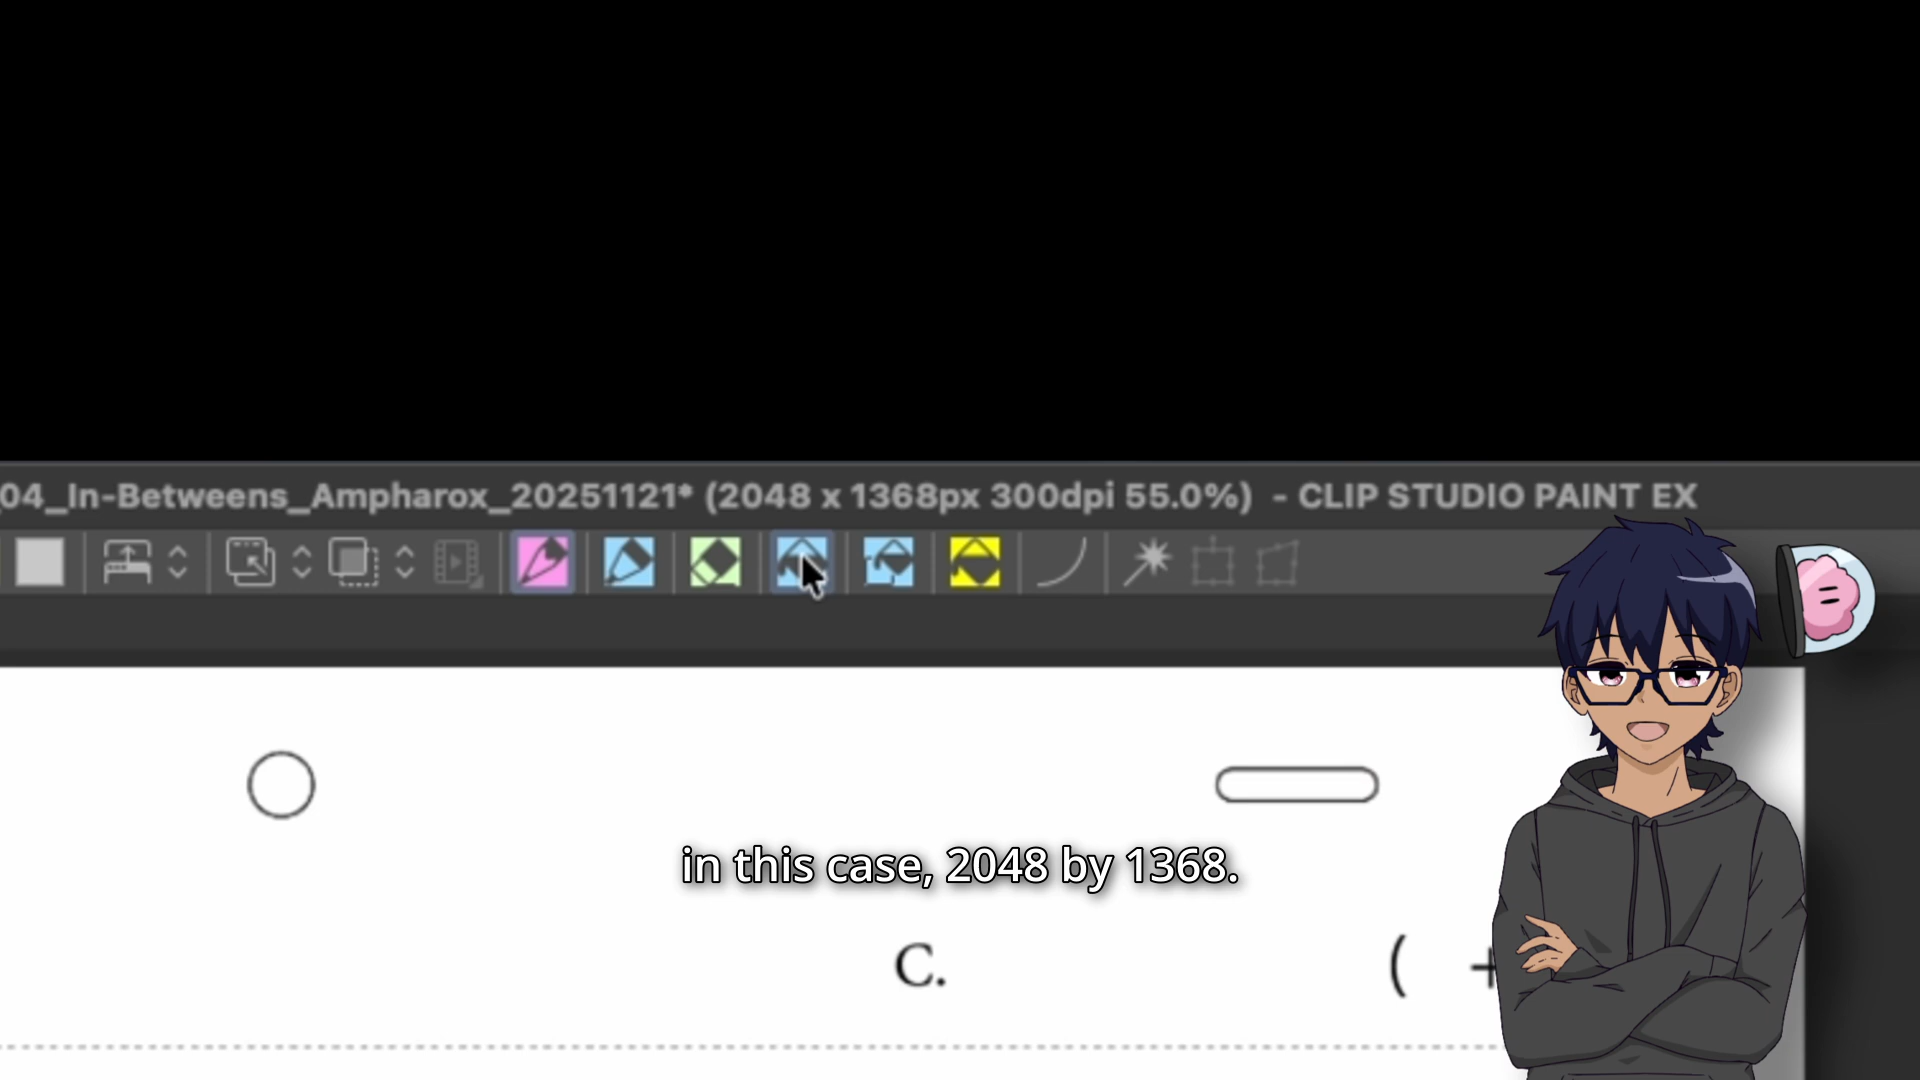 04_In-Betweens_Ampharox_20251121* (2048 x 1368px 300dpi 55.0%) - CLIP STUDIO PAINT EX
in this case, 2048 by 1368.
C. ( +